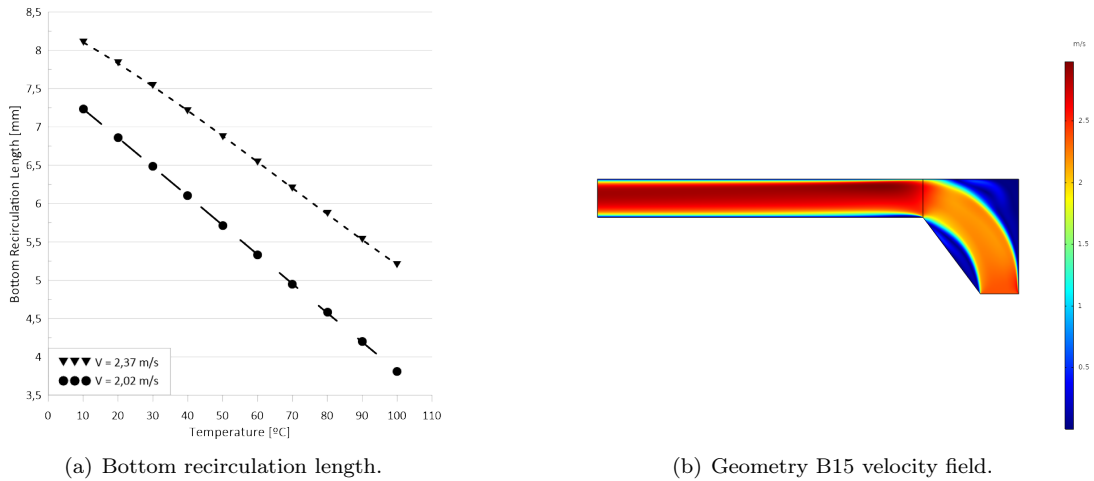 8,5
8
7,5
7
6,5
6
5,5
5
4,5
4
3,5
Bottom Recirculation Length [mm]
V = 2,37 m/s
V = 2,02 m/s
0 10 20 30 40 50 60 70 80 90 100 110
Temperature [ºC]
(a) Bottom recirculation length.
m/s
2.5
2
1.5
1
0.5
(b) Geometry B15 velocity field.